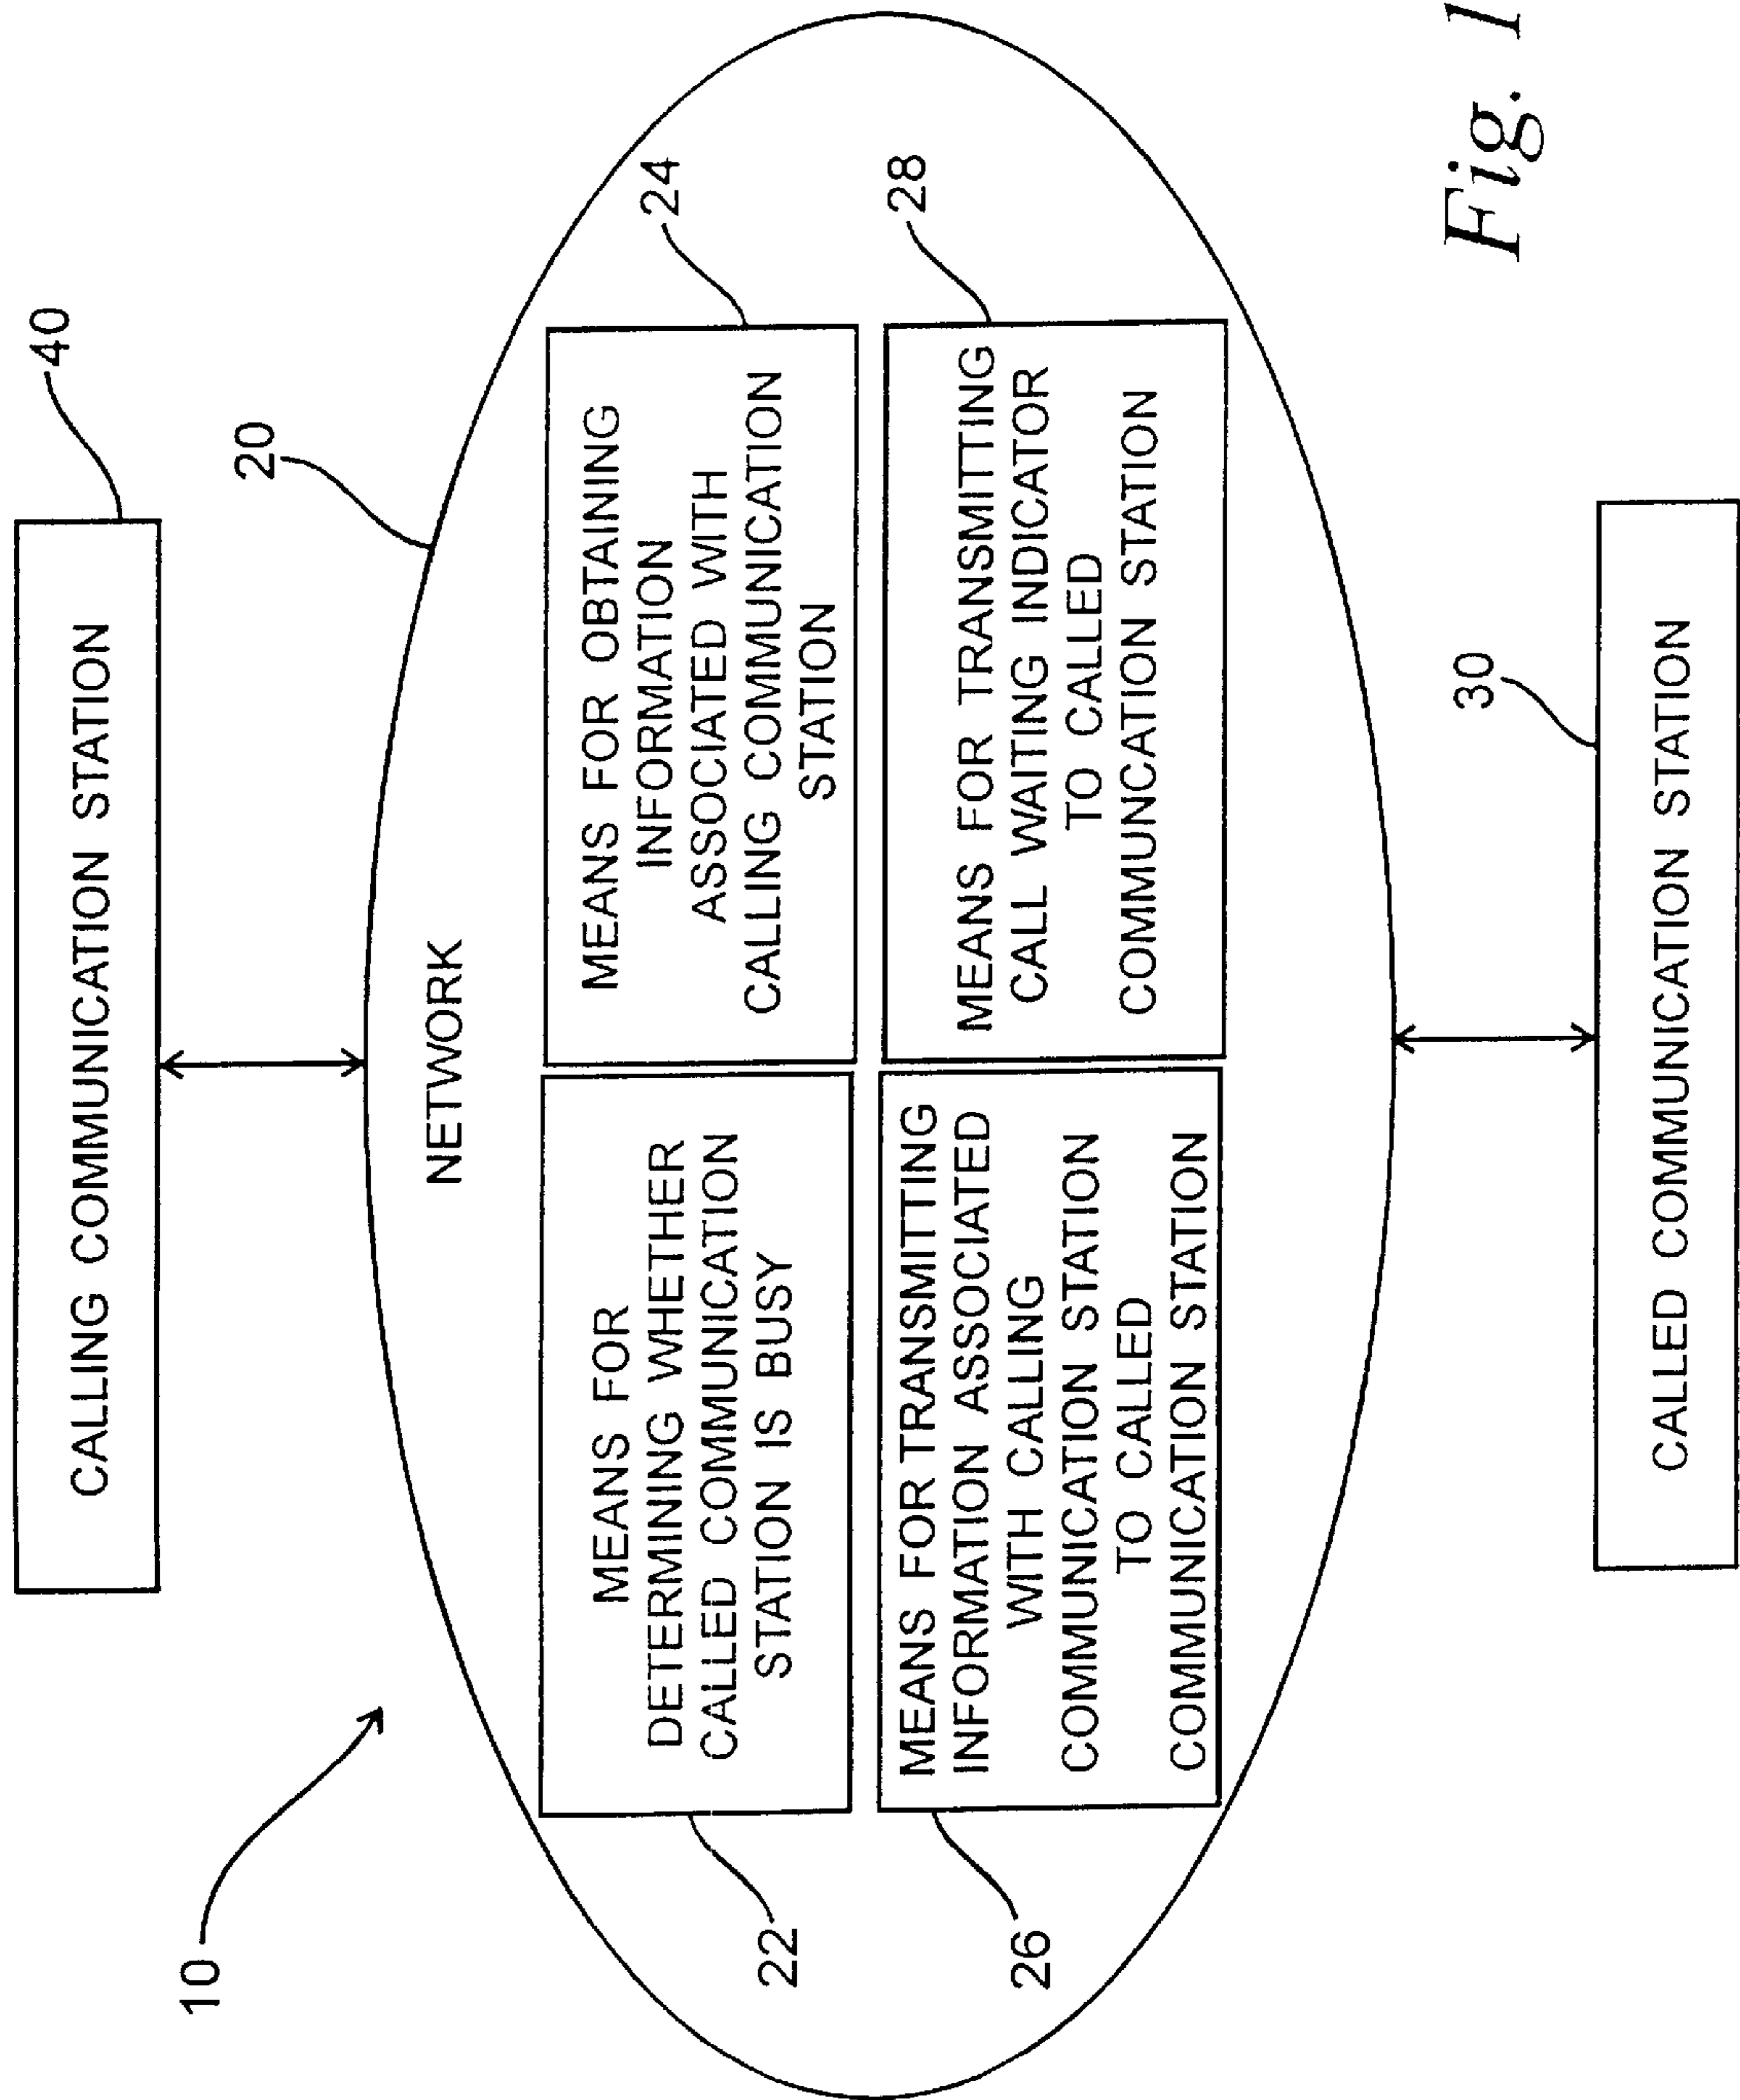 CALLING COMMUNICATION STATION
40
10
20
NETWORK
MEANS FOR
DETERMINING WHETHER
CALLED COMMUNICATION
STATION IS BUSY
22
MEANS FOR OBTAINING
INFORMATION
ASSOCIATED WITH
CALLING COMMUNICATION
STATION
24
MEANS FOR TRANSMITTING
INFORMATION ASSOCIATED
WITH CALLING
COMMUNICATION STATION
TO CALLED
COMMUNICATION STATION
26
MEANS FOR TRANSMITTING
CALL WAITING INDICATOR
TO CALLED
COMMUNCATION STATION
28
30
CALLED COMMUNICATION STATION
Fig. 1